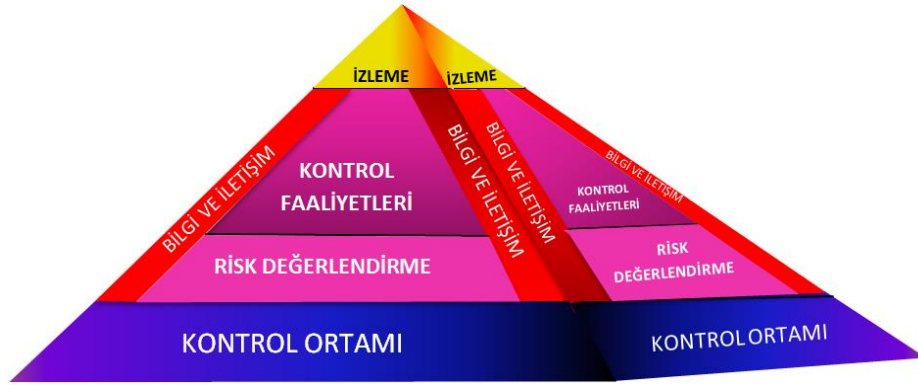 İZLEME
İZLEME
BİLGİ VE İLETİŞİM
KONTROL
FAALİYETLERİ
BİLGİ VE İLETİŞİM
BİLGİ VE İLETİŞİM
KONTROL
FAALİYETLERİ
BİLGİ VE İLETİŞİM
RİSK DEĞERLENDİRME
RİSK
DEĞERLENDİRME
KONTROL ORTAMI
KONTROL ORTAMI